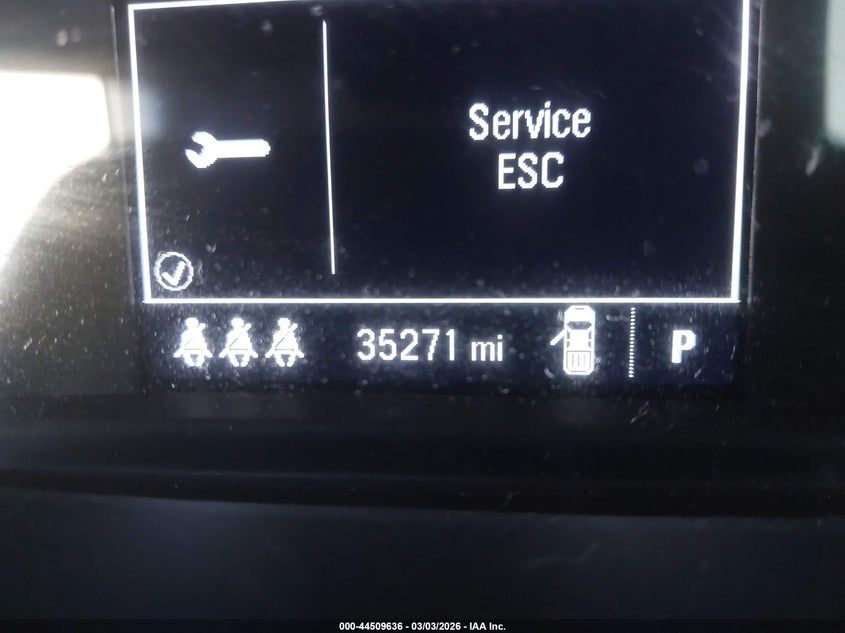 Service
ESC
35271 mi
P
000-44509636 - 03/03/2026 - IAA Inc.